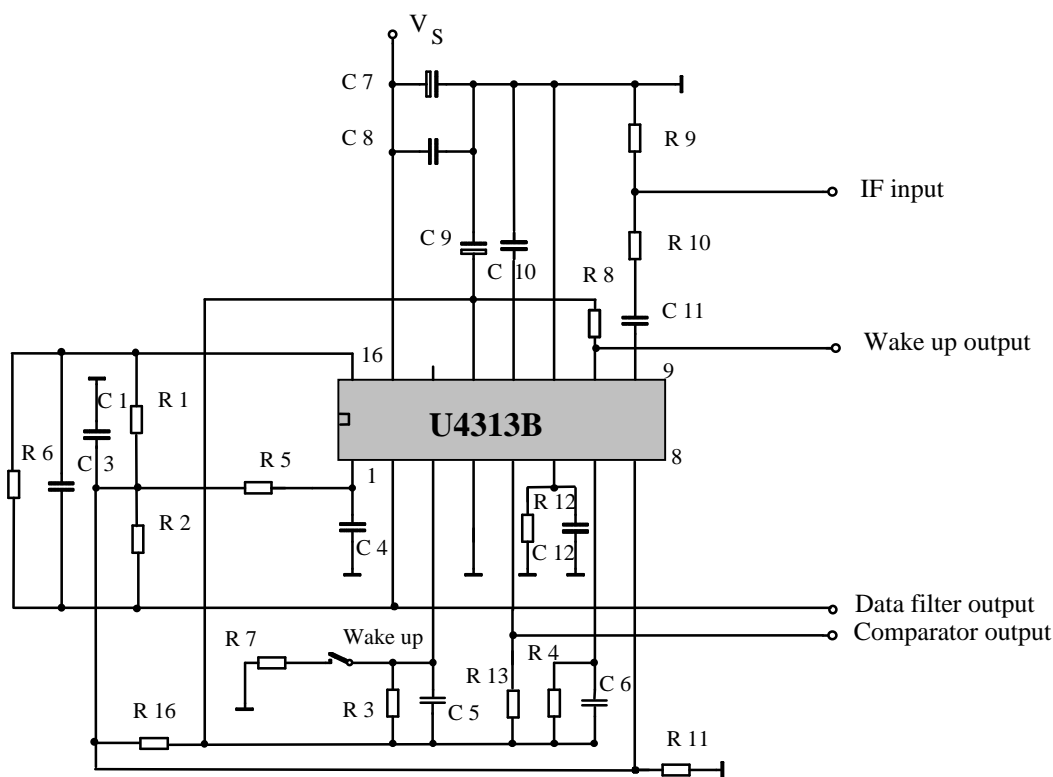 V S
C 7
C 8
R 9
IF input
C 9
R 10
C 10
R 8
C 11
Wake up output
16
9
C 1
R 1
U4313B
R 6
C 3
R 5
1
8
R 2
R 12
C 4
C 12
Data filter output
Comparator output
Wake up
R 7
R 4
R 13
C 6
R 3
C 5
R 16
R 11